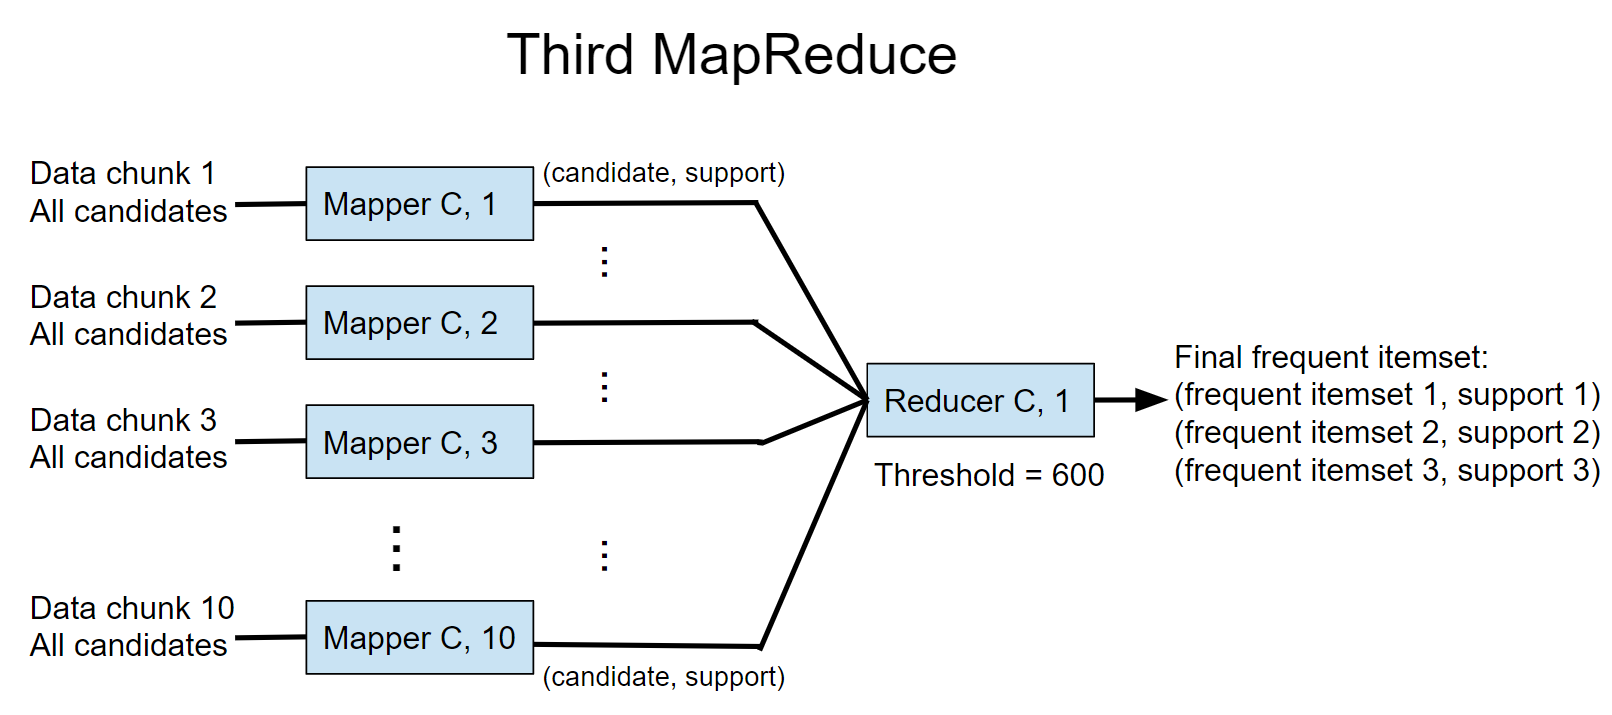 Third MapReduce
Data chunk 1
All candidates
Mapper C, 1
(candidate, support)
Data chunk 2
All candidates
Mapper C, 2
Data chunk 3
All candidates
Mapper C, 3
Data chunk 10
All candidates
Mapper C, 10
(candidate, support)
Reducer C, 1
Threshold = 600
Final frequent itemset:
(frequent itemset 1, support 1)
(frequent itemset 2, support 2)
(frequent itemset 3, support 3)